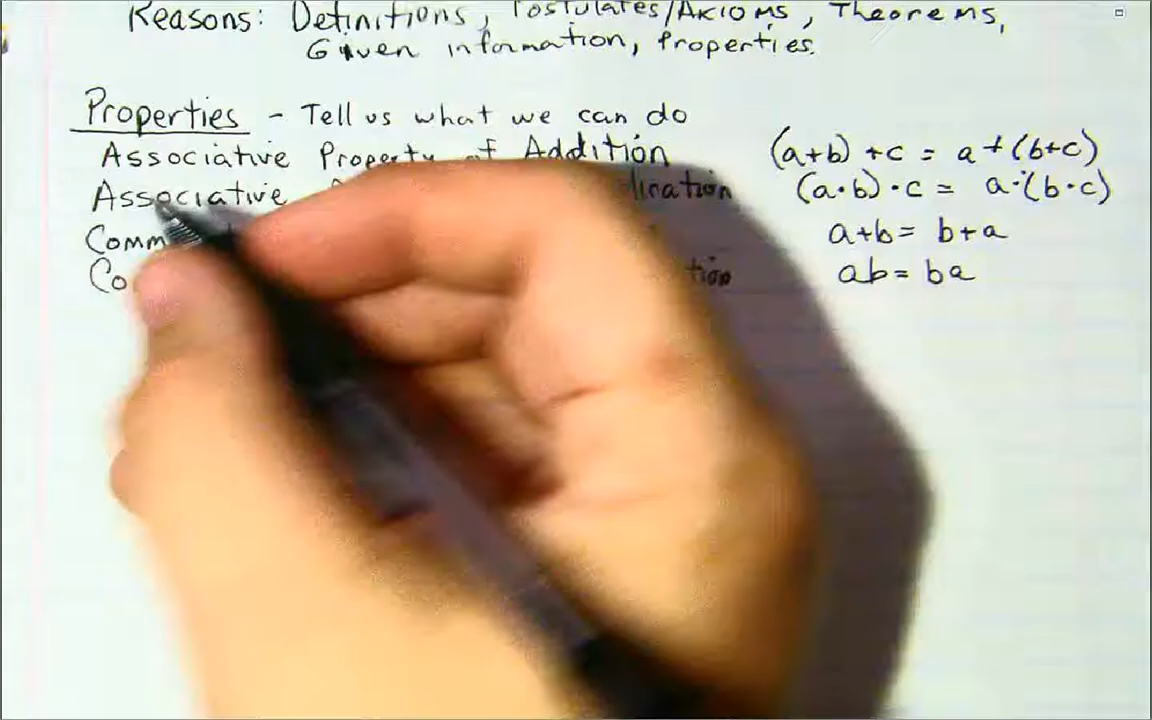 Reasons: Definitions, Postulates/Axioms, Theorems,
Given information, Properties.
Properties - Tell us what we can do
Associative Property of Addition (a+b)+c = a+(b+c)
Associative (a·b)·c = a·(b·c)
a+b = b+a
ab = ba